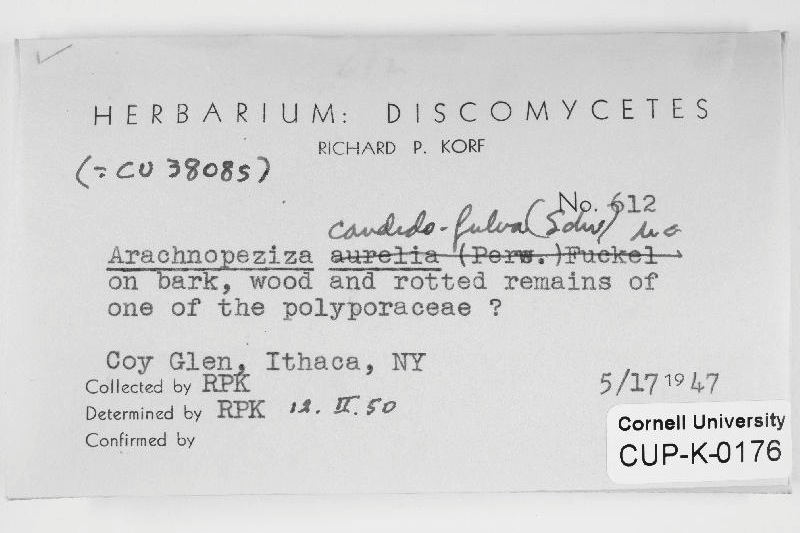 HERBARIUM: DISCOMYCETES
RICHARD P. KORF
(= CU 38085)
No. 612
candido-fulva (Schw)
Arachnopeziza aurelia (Pers.) Fuckel
on bark, wood and rotted remains of
one of the polyporaceae ?
Coy Glen, Ithaca, NY
Collected by RPK 5/17 1947
Determined by RPK 12. II. 50
Confirmed by
Cornell University
CUP-K-0176